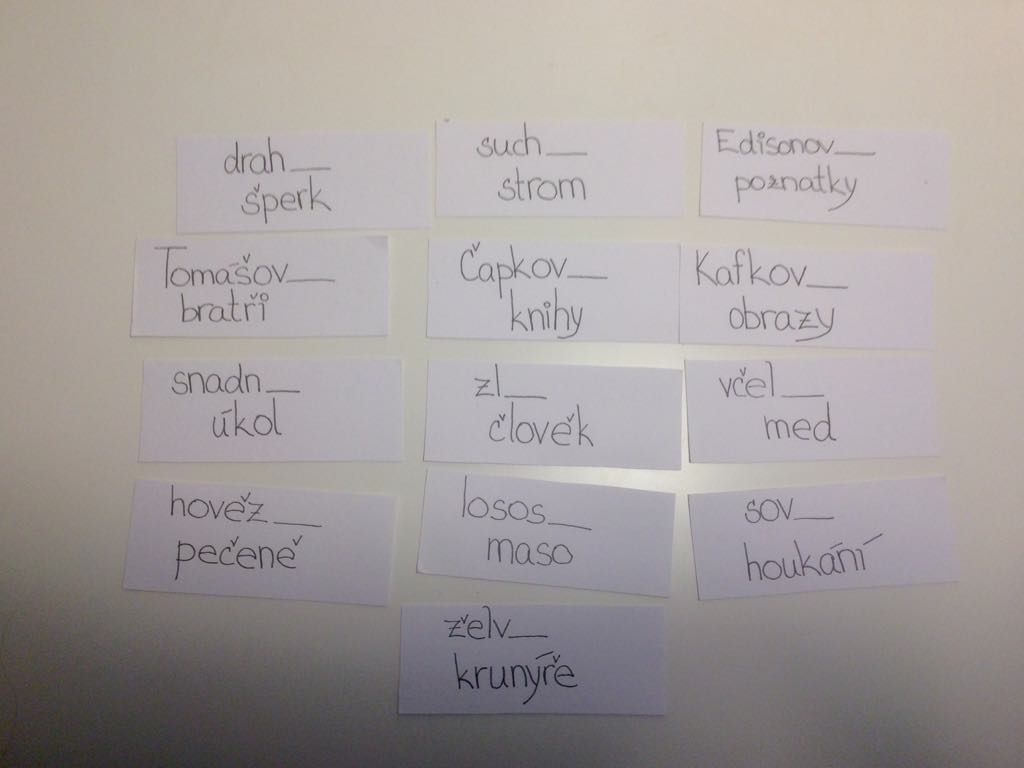 drah__
šperk
such__
strom
Edisonov__
poznatky
Tomášov__
bratři
Čapkov__
knihy
Kafkov__
obrazy
snadn__
úkol
zl__
člověk
včel__
med
hověz__
pečeně
losos__
maso
sov__
houkání
želv__
krunýře